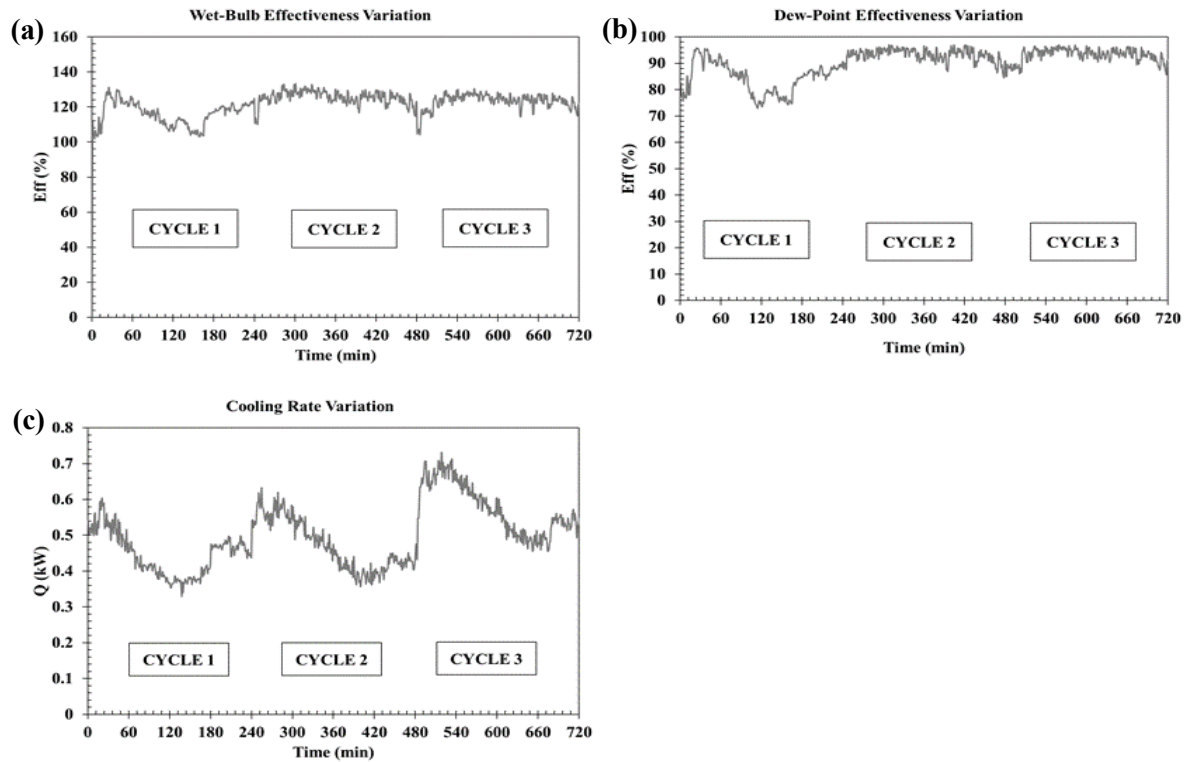 (a)
Wet-Bulb Effectiveness Variation
160
140
120
100
80
60
40
20
0
Eff (%)
CYCLE 1
CYCLE 2
CYCLE 3
0 60 120 180 240 300 360 420 480 540 600 660 720
Time (min)
(b)
Dew-Point Effectiveness Variation
100
90
80
70
60
50
40
30
20
10
0
Eff (%)
CYCLE 1
CYCLE 2
CYCLE 3
0 60 120 180 240 300 360 420 480 540 600 660 720
Time (min)
(c)
Cooling Rate Variation
0.8
0.7
0.6
0.5
0.4
0.3
0.2
0.1
0
Q (kW)
CYCLE 1
CYCLE 2
CYCLE 3
0 60 120 180 240 300 360 420 480 540 600 660 720
Time (min)